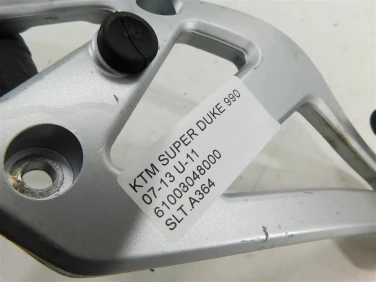 KTM SUPER DUKE 990
07-13 U-11
61003048000
SLT.A364